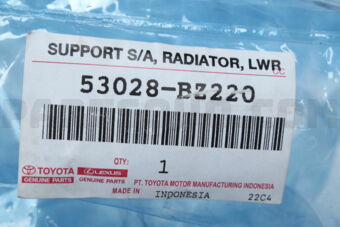 SUPPORT S/A, RADIATOR, LWR
CC
53028-BZ220
QTY:
1
TOYOTA
GENUINE PARTS
LEXUS
GENUINE PARTS
PT. TOYOTA MOTOR MANUFACTURING INDONESIA
MADE IN
INDONESIA
22C4